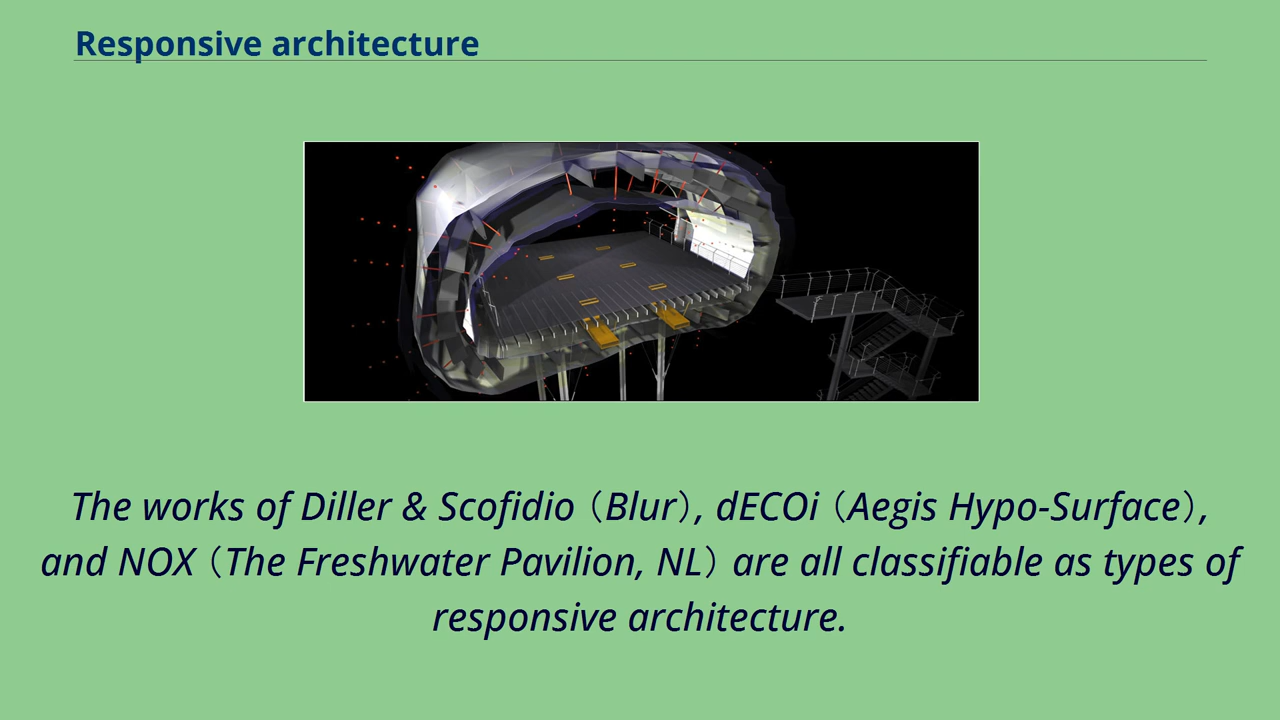 Responsive architecture
The works of Diller & Scofidio（Blur）, dECOi（Aegis Hypo-Surface）,
and NOX（The Freshwater Pavilion, NL）are all classifiable as types of
responsive architecture.